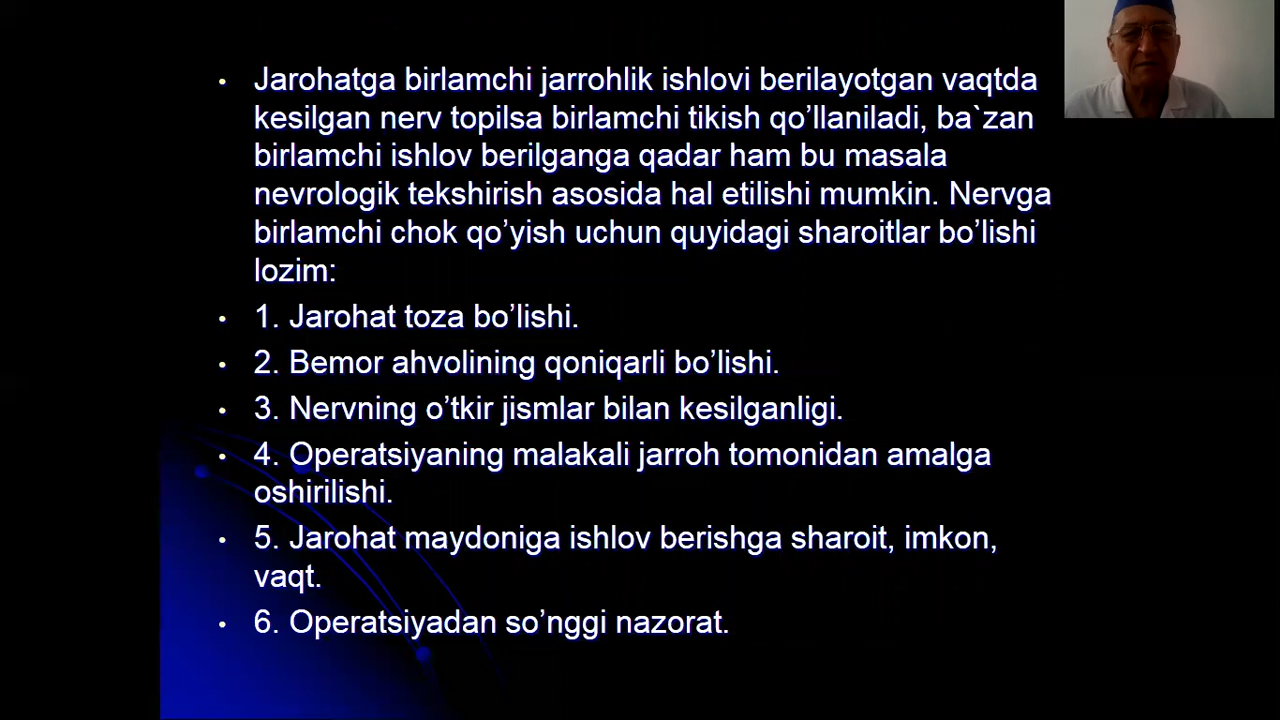 Jarohatga birlamchi jarrohlik ishlovi berilayotgan vaqtda
kesilgan nerv topilsa birlamchi tikish qo’llaniladi, ba`zan
birlamchi ishlov berilganga qadar ham bu masala
nevrologik tekshirish asosida hal etilishi mumkin. Nervga
birlamchi chok qo’yish uchun quyidagi sharoitlar bo’lishi
lozim:
1. Jarohat toza bo’lishi.
2. Bemor ahvolining qoniqarli bo’lishi.
3. Nervning o’tkir jismlar bilan kesilganligi.
4. Operatsiyaning malakali jarroh tomonidan amalga
oshirilishi.
5. Jarohat maydoniga ishlov berishga sharoit, imkon,
vaqt.
6. Operatsiyadan so’nggi nazorat.